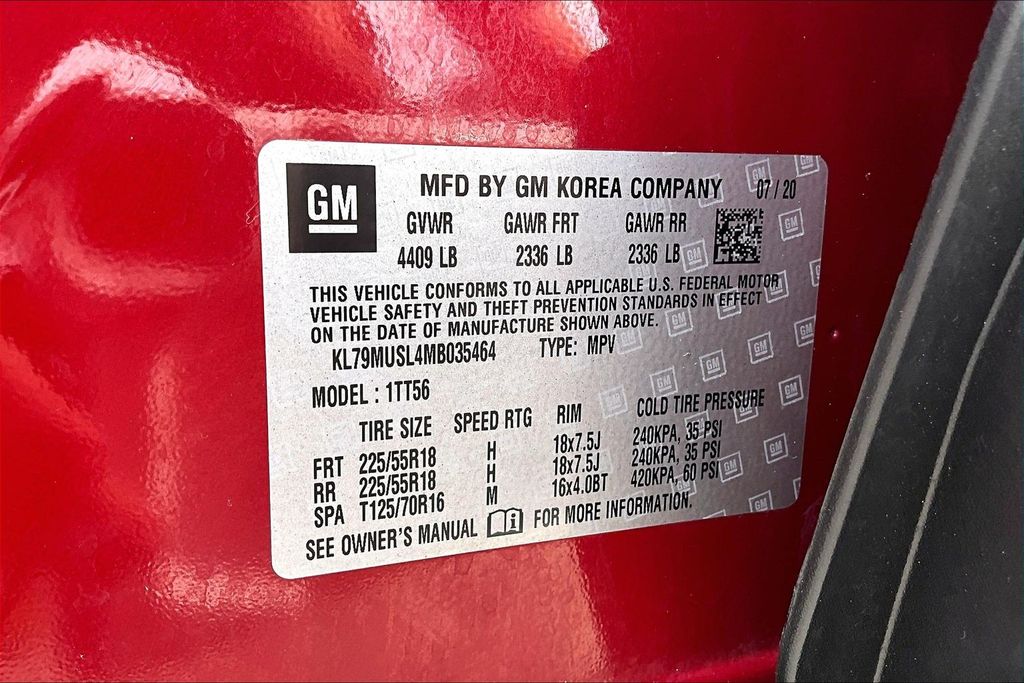 GM MFD BY GM KOREA COMPANY 07/20
GVWR GAWR FRT GAWR RR
4409 LB 2336 LB 2336 LB
THIS VEHICLE CONFORMS TO ALL APPLICABLE U.S. FEDERAL MOTOR
VEHICLE SAFETY AND THEFT PREVENTION STANDARDS IN EFFECT
ON THE DATE OF MANUFACTURE SHOWN ABOVE.
KL79MUSL4MB035464 TYPE: MPV
MODEL : 1TT56
TIRE SIZE SPEED RTG RIM COLD TIRE PRESSURE
FRT 225/55R18 H 18x7.5J 240KPA, 35 PSI
RR 225/55R18 H 18x7.5J 240KPA, 35 PSI
SPA T125/70R16 M 16x4.0BT 420KPA, 60 PSI
SEE OWNER'S MANUAL FOR MORE INFORMATION.